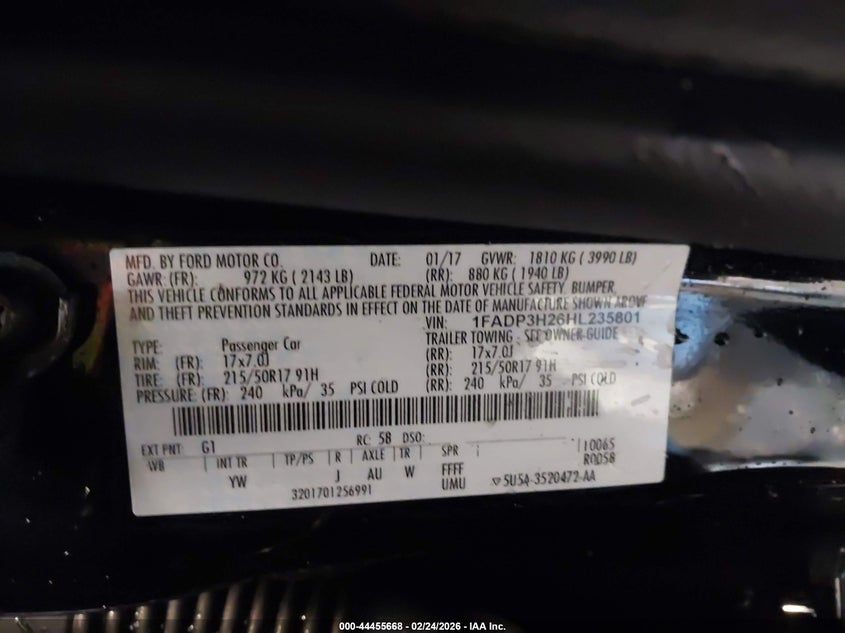 MFD. BY FORD MOTOR CO. DATE: 01/17 GVWR: 1810 KG ( 3990 LB)
GAWR: (FR): 972 KG ( 2143 LB) (RR): 880 KG ( 1940 LB)
THIS VEHICLE CONFORMS TO ALL APPLICABLE FEDERAL MOTOR VEHICLE SAFETY, BUMPER,
AND THEFT PREVENTION STANDARDS IN EFFECT ON THE DATE OF MANUFACTURE SHOWN ABOVE
VIN: 1FADP3H26HL235801
TYPE: Passenger Car TRAILER TOWING - SEE OWNER GUIDE
RIM: (FR): 17x7.0J (RR): 17x7.0J
TIRE: (FR): 215/50R17 91H (RR): 215/50R17 91H
PRESSURE: (FR): 240 kPa/ 35 PSI COLD (RR): 240 kPa/ 35 PSI COLD
EXT PNT: G1 RC: 58 DSO: 10065
WB INT TR TP/PS R AXLE TR SPR R0058
YW J AU W FFFF
UMU
3201701256991 5U5A-3520472-AA
000-44455668 - 02/24/2026 - IAA Inc.